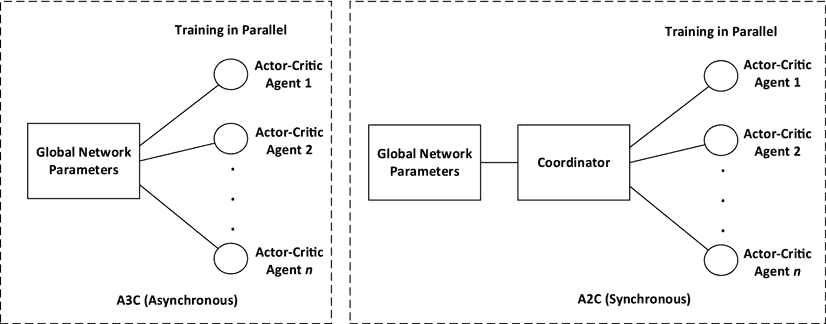 Training in Parallel
Actor-Critic
Agent 1
Global Network
Parameters
Actor-Critic
Agent 2
Actor-Critic
Agent n
A3C (Asynchronous)
Training in Parallel
Actor-Critic
Agent 1
Global Network
Parameters
Coordinator
Actor-Critic
Agent 2
Actor-Critic
Agent n
A2C (Synchronous)